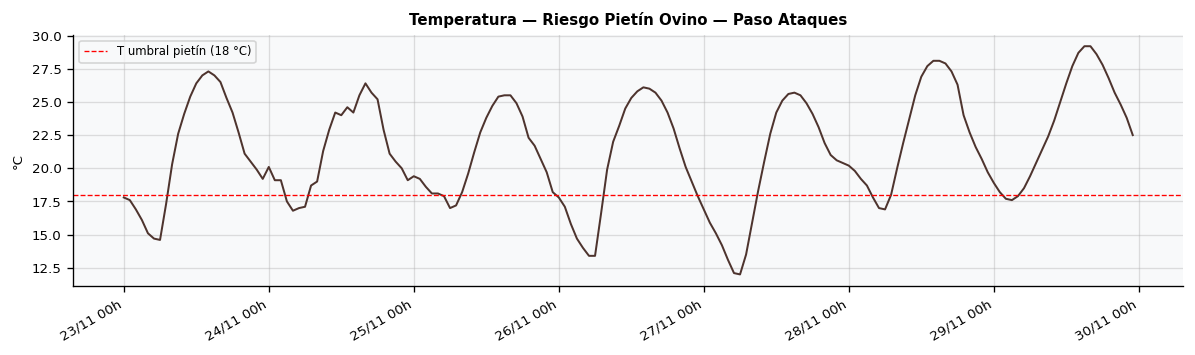 Temperatura — Riesgo Pietín Ovino — Paso Ataques
T umbral pietín (18 °C)
°C
30.0
27.5
25.0
22.5
20.0
17.5
15.0
12.5
23/11 00h
24/11 00h
25/11 00h
26/11 00h
27/11 00h
28/11 00h
29/11 00h
30/11 00h